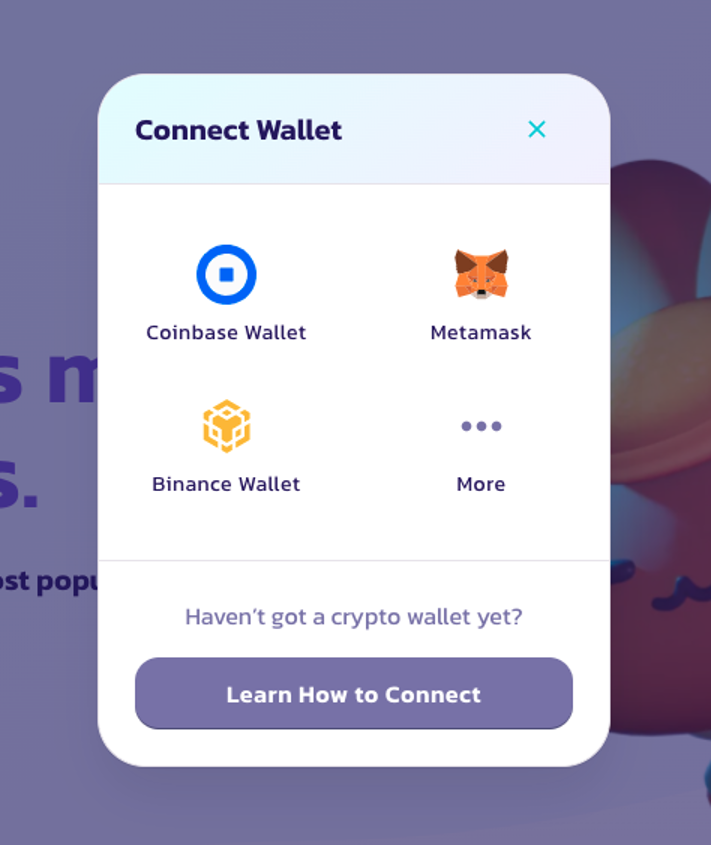 Connect Wallet
Coinbase Wallet
Metamask
s m
Binance Wallet
More
s.
ost popu
Haven't got a crypto wallet yet?
Learn How to Connect